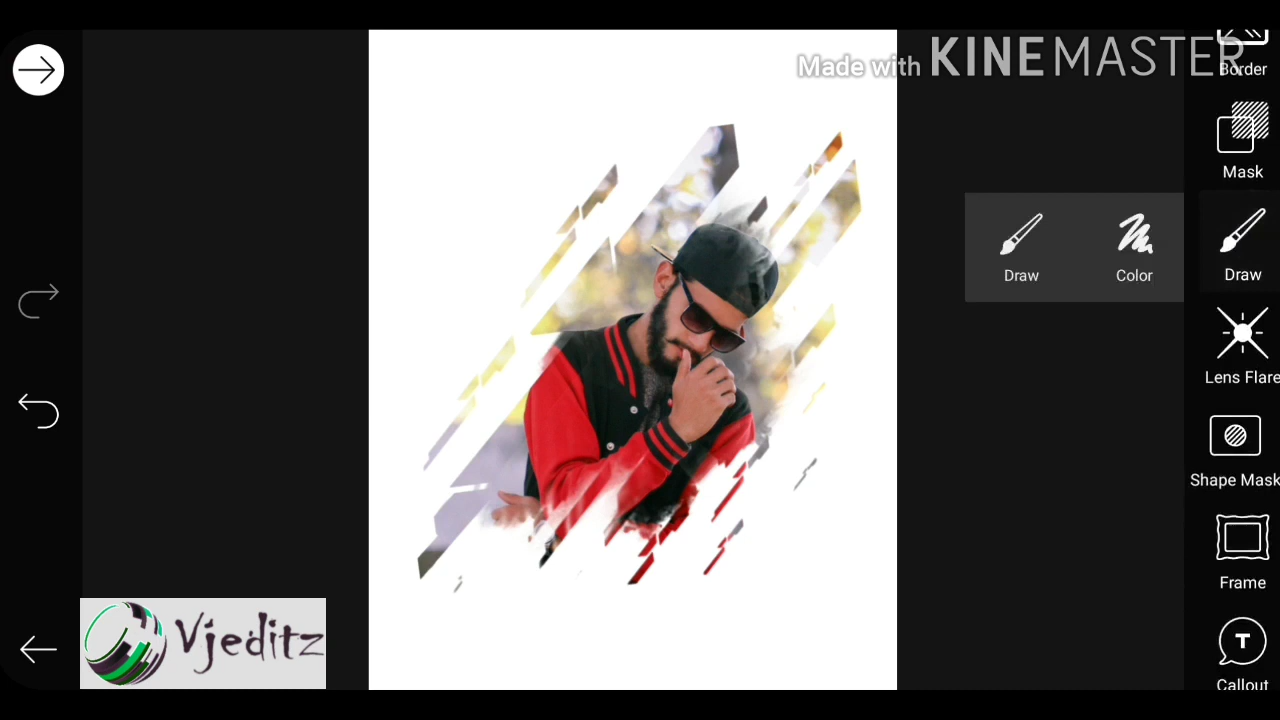 Made with KINEMASTER
Border
Mask
Draw
Color
Draw
Lens Flare
Shape Mask
Frame
Callout
Vjeditz